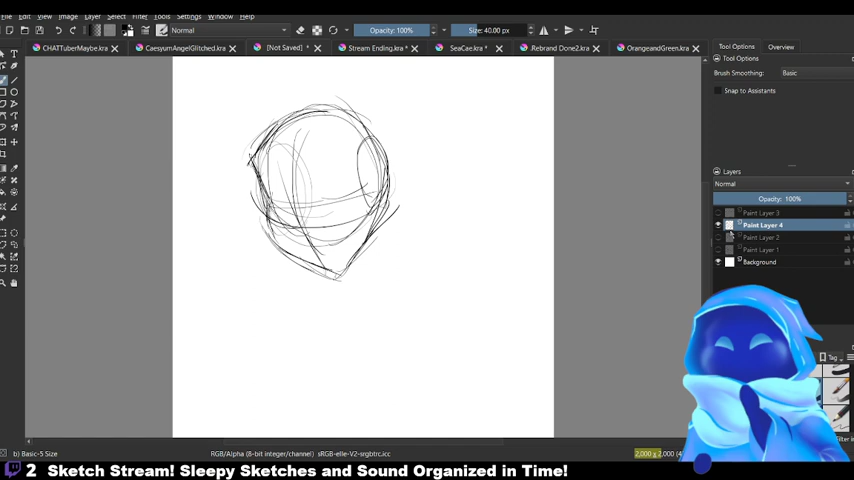 File Edit View Image Layer Select Filter Tools Settings Window Help
Normal Opacity: 100% Size: 40.00 px
CHATTuberMaybe.kra CaesyumAngelGlitched.kra [Not Saved] * Stream Ending.kra * SeaCae.kra * .Rebrand Done2.kra OrangeandGreen.kra
Tool Options Overview
Tool Options
Brush Smoothing: Basic
Snap to Assistants
Layers
Normal
Opacity: 100%
Paint Layer 3
Paint Layer 4
Paint Layer 2
Paint Layer 1
Background
Tag
Filter in
b) Basic-5 Size RGB/Alpha (8-bit integer/channel) sRGB-elle-V2-srgbtrc.icc 2,000 x 2,000 (4
2 Sketch Stream! Sleepy Sketches and Sound Organized in Time!